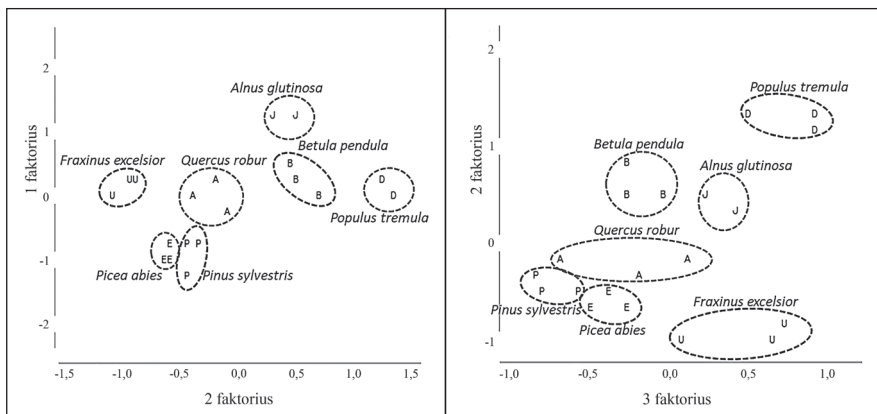 2
1
0
-1
-2
1 faktorius
Alnus glutinosa
J J
Betula pendula
Fraxinus excelsior
Quercus robur
B
UU
A
B
D
U
A
B
D
A
Populus tremula
E
P P
EE
P
Picea abies
Pinus sylvestris
-1,5 -1,0 -0,5 0,0 0,5 1,0 1,5
2 faktorius
2
1
0
-1
2 faktorius
Populus tremula
D
D
D
Betula pendula
B
Alnus glutinosa
B B
J
J
Quercus robur
A
A
A
P
P
P
E
Pinus sylvestris
E
E
Picea abies
Fraxinus excelsior
U
U
U
-1,0 -0,5 0,0 0,5 1,0
3 faktorius